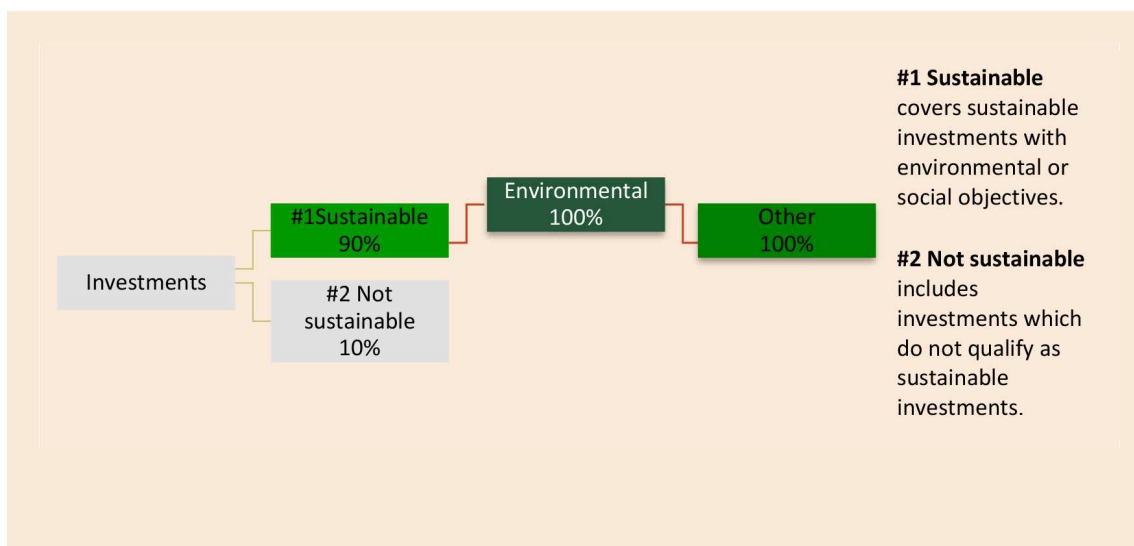 Investments
#1Sustainable
90%
#2 Not
sustainable
10%
Environmental
100%
Other
100%
#1 Sustainable
covers sustainable
investments with
environmental or
social objectives.
#2 Not sustainable
includes
investments which
do not qualify as
sustainable
investments.